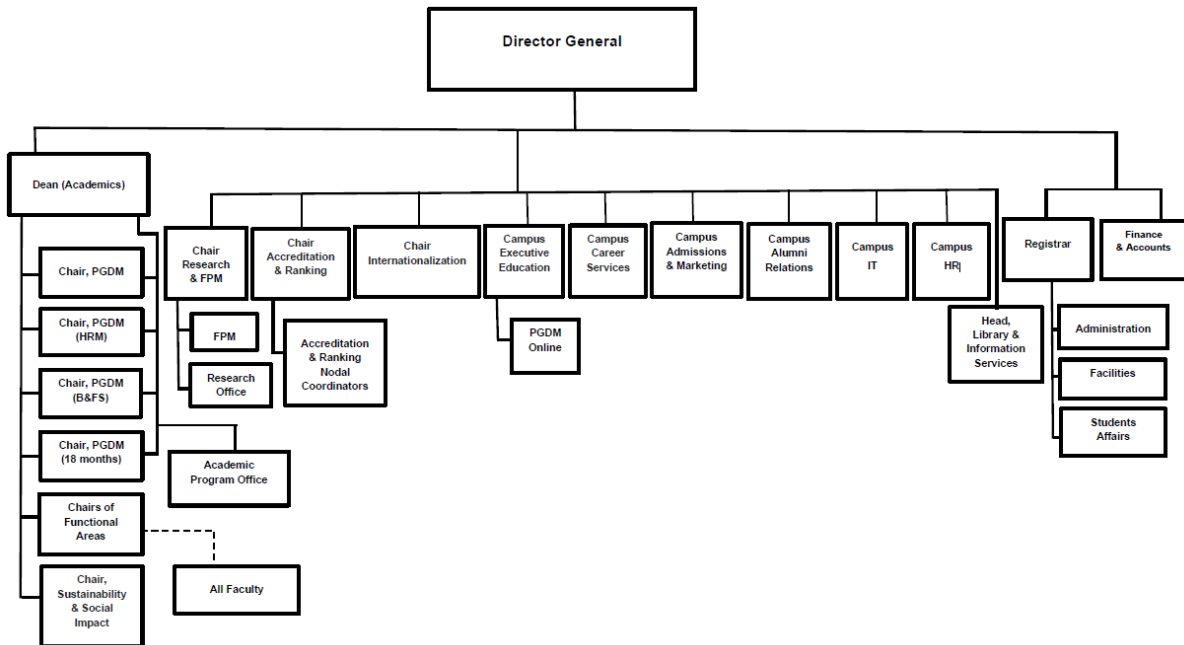 Director General
Dean (Academics)
Chair, PGDM
Chair, PGDM
(HRM)
Chair, PGDM
(B&FS)
Chair, PGDM
(18 months)
Chairs of
Functional
Areas
Chair,
Sustainability
& Social
Impact
Academic
Program Office
All Faculty
Chair
Research
& FPM
FPM
Research
Office
Chair
Accreditation
& Ranking
Accreditation
& Ranking
Nodal
Coordinators
Chair
Internationalization
Campus
Executive
Education
PGDM
Online
Campus
Career
Services
Campus
Admissions
& Marketing
Campus
Alumni
Relations
Campus
IT
Campus
HR
Head,
Library &
Information
Services
Registrar
Administration
Facilities
Students
Affairs
Finance
& Accounts